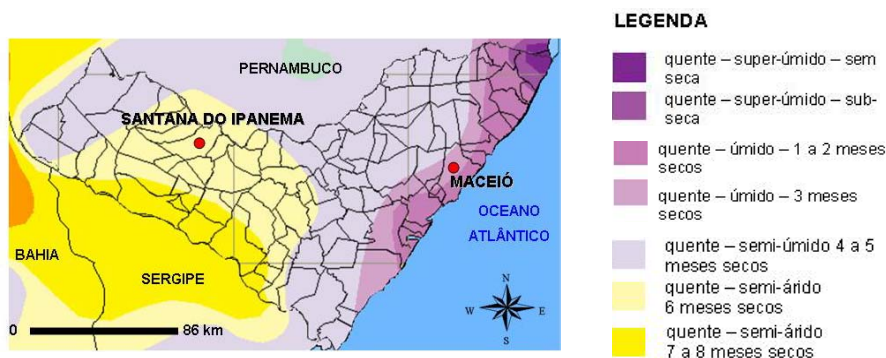 PERNAMBUCO
SANTANA DO IPANEMA
MACEIÓ
OCEANO
ATLÂNTICO
BAHIA
SERGIPE
N
W
E
S
0
86 km
LEGENDA
quente – super-úmido – sem
seca
quente – super-úmido – sub-
seca
quente – úmido – 1 a 2 meses
secos
quente – úmido – 3 meses
secos
quente – semi-úmido 4 a 5
meses secos
quente – semi-árido
6 meses secos
quente – semi-árido
7 a 8 meses secos